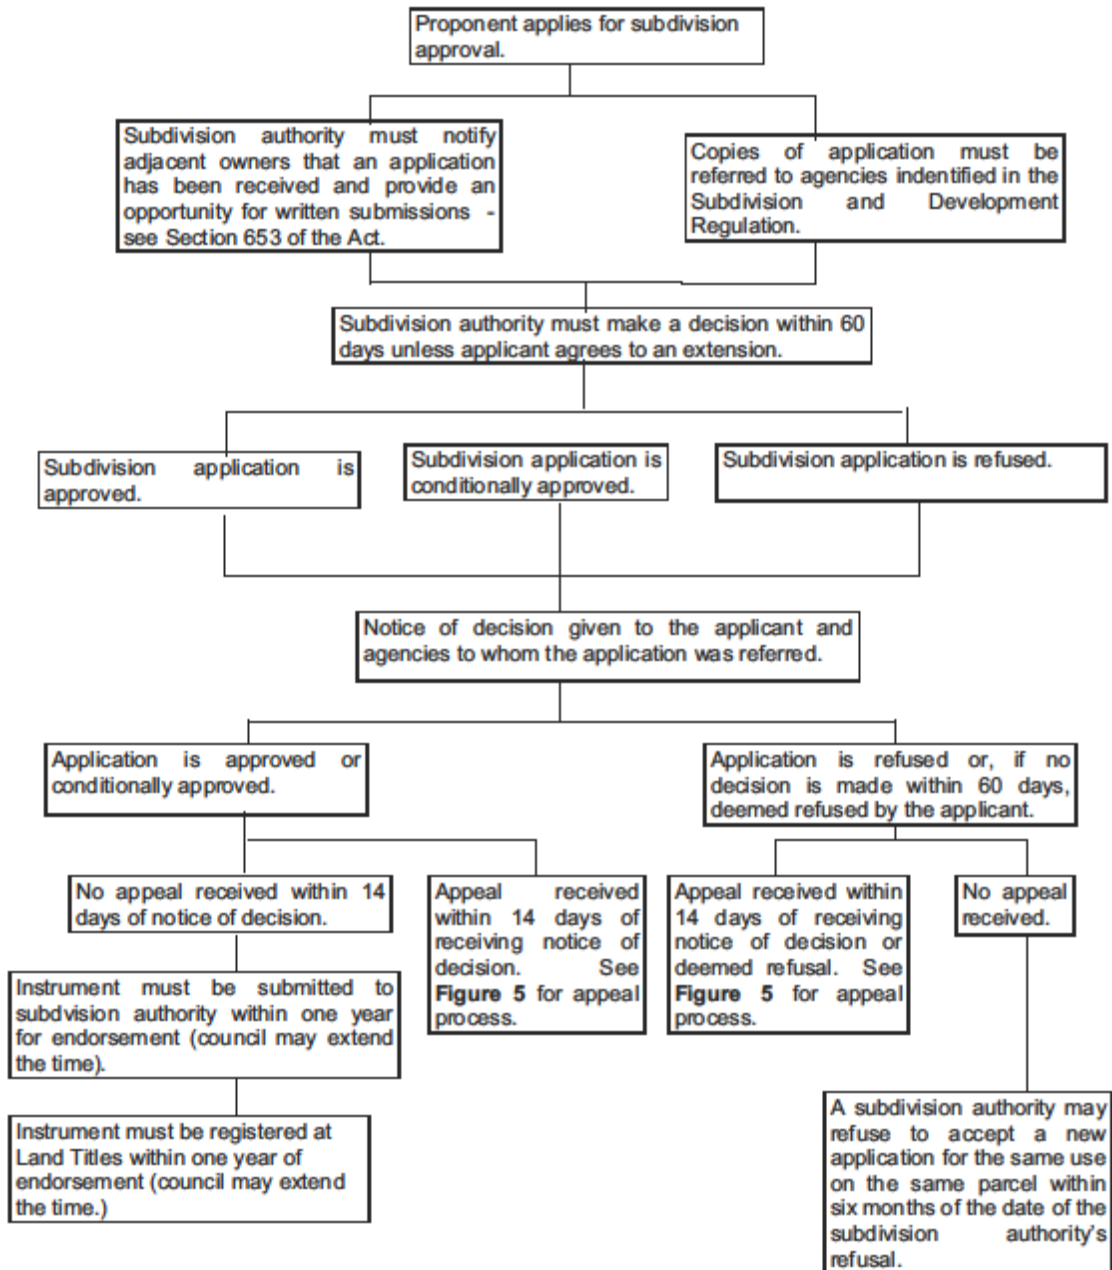 Proponent applies for subdivision
approval.
Subdivision authority must notify
adjacent owners that an application
has been received and provide an
opportunity for written submissions -
see Section 653 of the Act.
Copies of application must be
referred to agencies indentified in the
Subdivision and Development
Regulation.
Subdivision authority must make a decision within 60
days unless applicant agrees to an extension.
Subdivision application is
approved.
Subdivision application is
conditionally approved.
Subdivision application is refused.
Notice of decision given to the applicant and
agencies to whom the application was referred.
Application is approved or
conditionally approved.
Application is refused or, if no
decision is made within 60 days,
deemed refused by the applicant.
No appeal received within 14
days of notice of decision.
Appeal received
within 14 days of
receiving notice of
decision. See
Figure 5 for appeal
process.
Appeal received within
14 days of receiving
notice of decision or
deemed refusal. See
Figure 5 for appeal
process.
No appeal
received.
Instrument must be submitted to
subdvision authority within one year
for endorsement (council may extend
the time).
Instrument must be registered at
Land Titles within one year of
endorsement (council may extend
the time.)
A subdivision authority may
refuse to accept a new
application for the same use
on the same parcel within
six months of the date of the
subdivision authority's
refusal.